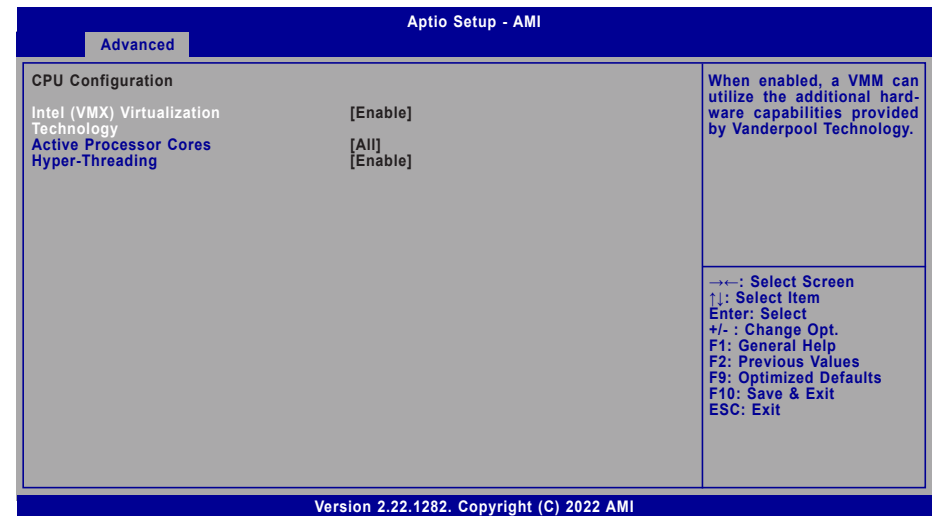 Aptio Setup - AMI
Advanced
CPU Configuration
Intel (VMX) Virtualization [Enable]
Technology
Active Processor Cores [All]
Hyper-Threading [Enable]
When enabled, a VMM can
utilize the additional hard-
ware capabilities provided
by Vanderpool Technology.
→←: Select Screen
↑↓: Select Item
Enter: Select
+/- : Change Opt.
F1: General Help
F2: Previous Values
F9: Optimized Defaults
F10: Save & Exit
ESC: Exit
Version 2.22.1282. Copyright (C) 2022 AMI